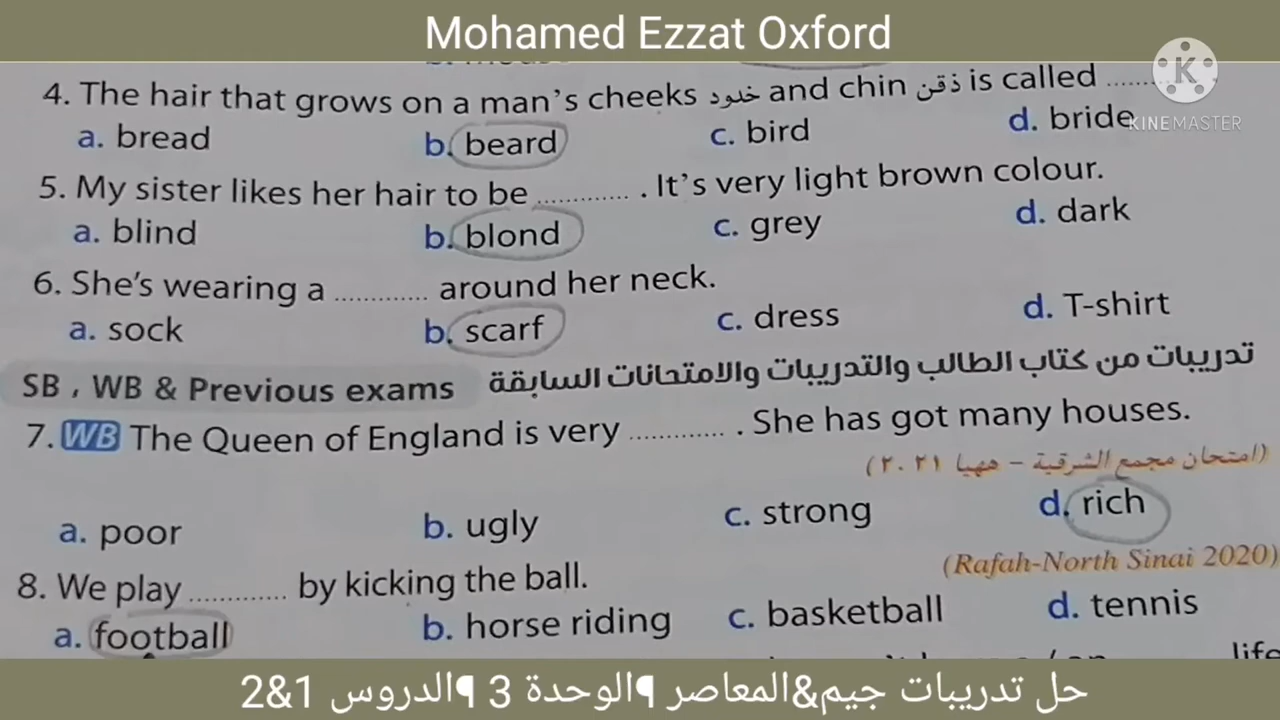 Mohamed Ezzat Oxford
4. The hair that grows on a man's cheeks خدود and chin ذقن is called ..........
a. bread b. beard c. bird d. bride
KINEMASTER
5. My sister likes her hair to be ............. . It's very light brown colour.
a. blind b. blond c. grey d. dark
6. She's wearing a ............. around her neck.
a. sock b. scarf c. dress d. T-shirt
SB , WB & Previous exams تدريبات من كتاب الطالب والتدريبات والامتحانات السابقة
7. WB The Queen of England is very ............. . She has got many houses.
(امتحان مجمع الشرقية – ههيا ٢٠٢١)
a. poor b. ugly c. strong d. rich
(Rafah-North Sinai 2020)
8. We play ............. by kicking the ball.
a. football b. horse riding c. basketball d. tennis
life
حل تدريبات جيم&المعاصر ¶الوحدة 3 ¶الدروس 1&2